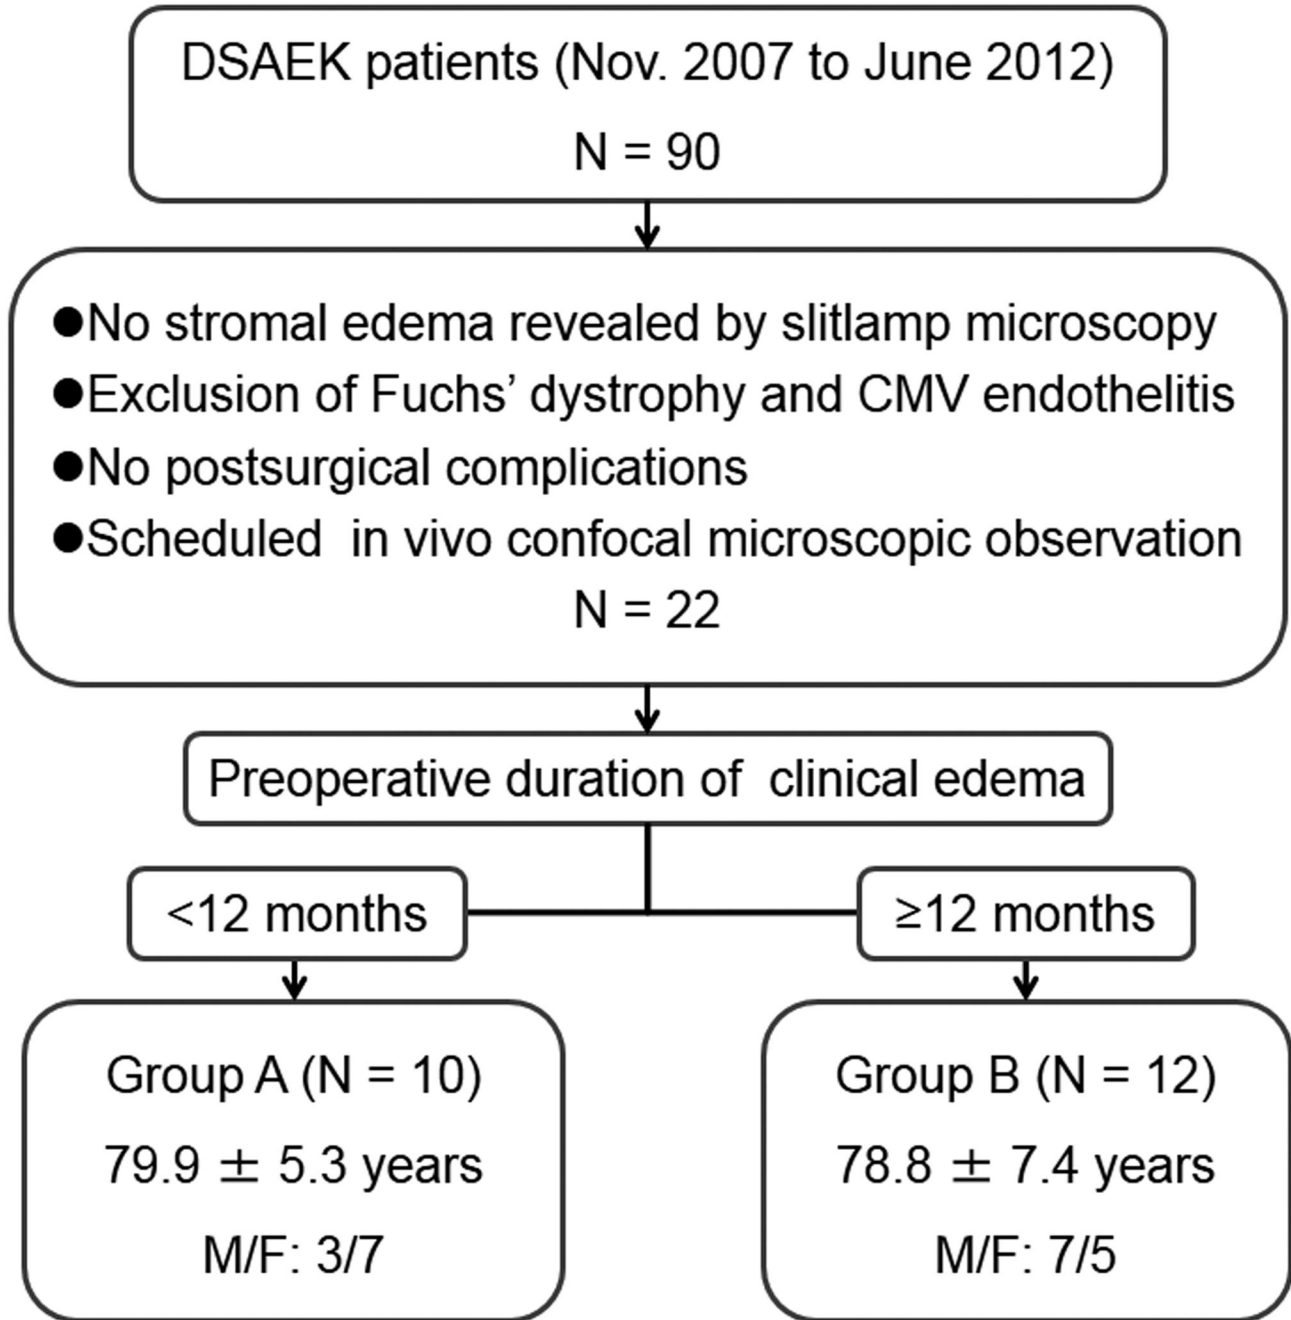 DSAEK patients (Nov. 2007 to June 2012)
N = 90
●No stromal edema revealed by slitlamp microscopy
●Exclusion of Fuchs’ dystrophy and CMV endothelitis
●No postsurgical complications
●Scheduled  in vivo confocal microscopic observation
N = 22
Preoperative duration of  clinical edema
<12 months
≥12 months
Group A (N = 10)
79.9 ± 5.3 years
M/F: 3/7
Group B (N = 12)
78.8 ± 7.4 years
M/F: 7/5